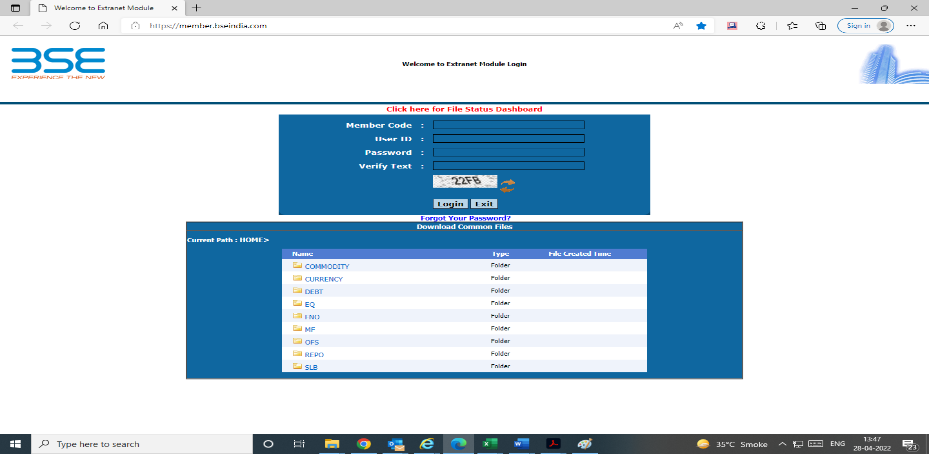 Welcome to Extranet Module
https://member.bseindia.com
Sign in
BSE
EXPERIENCE THE NEW
Welcome to Extranet Module Login
Click here for File Status Dashboard
Member Code :
User ID :
Password :
Verify Text :
22FB
Login Exit
Forgot Your Password?
Download Common Files
Current Path : HOME>
Name Type File Created Time
COMMODITY Folder
CURRENCY Folder
DEBT Folder
EQ Folder
FNO Folder
MF Folder
OFS Folder
REPO Folder
SLB Folder
Type here to search
35°C Smoke
ENG
13:47
28-04-2022
23